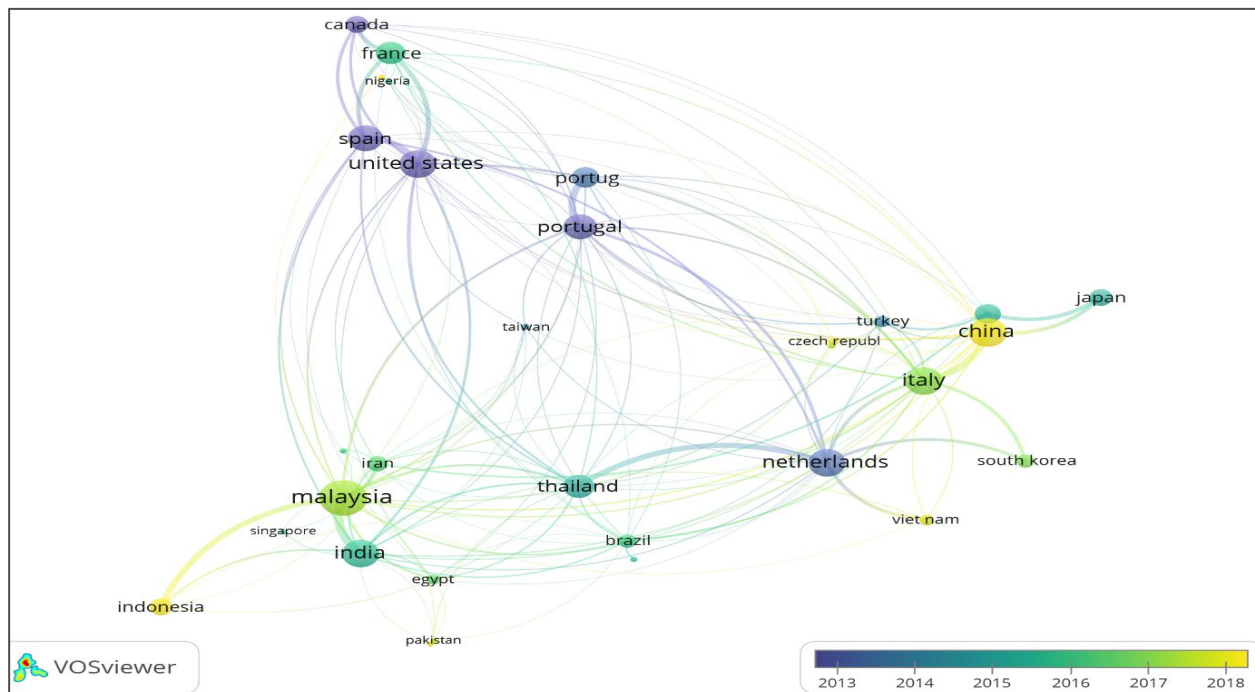 canada
france
nigeria
spain
united states
portug
portugal
japan
taiwan
turkey
china
czech republ
italy
iran
netherlands
south korea
malaysia
thailand
singapore
viet nam
india
brazil
egypt
indonesia
pakistan
VOSviewer
2013 2014 2015 2016 2017 2018